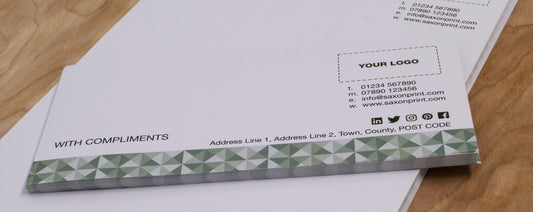 t. 01234 567890
m. 07890 123456
e. info@saxonprint.com
w. www.saxonprint.com
YOUR LOGO
t. 01234 567890
m. 07890 123456
e. info@saxonprint.com
w. www.saxonprint.com
WITH COMPLIMENTS
Address Line 1, Address Line 2, Town, County, POST CODE